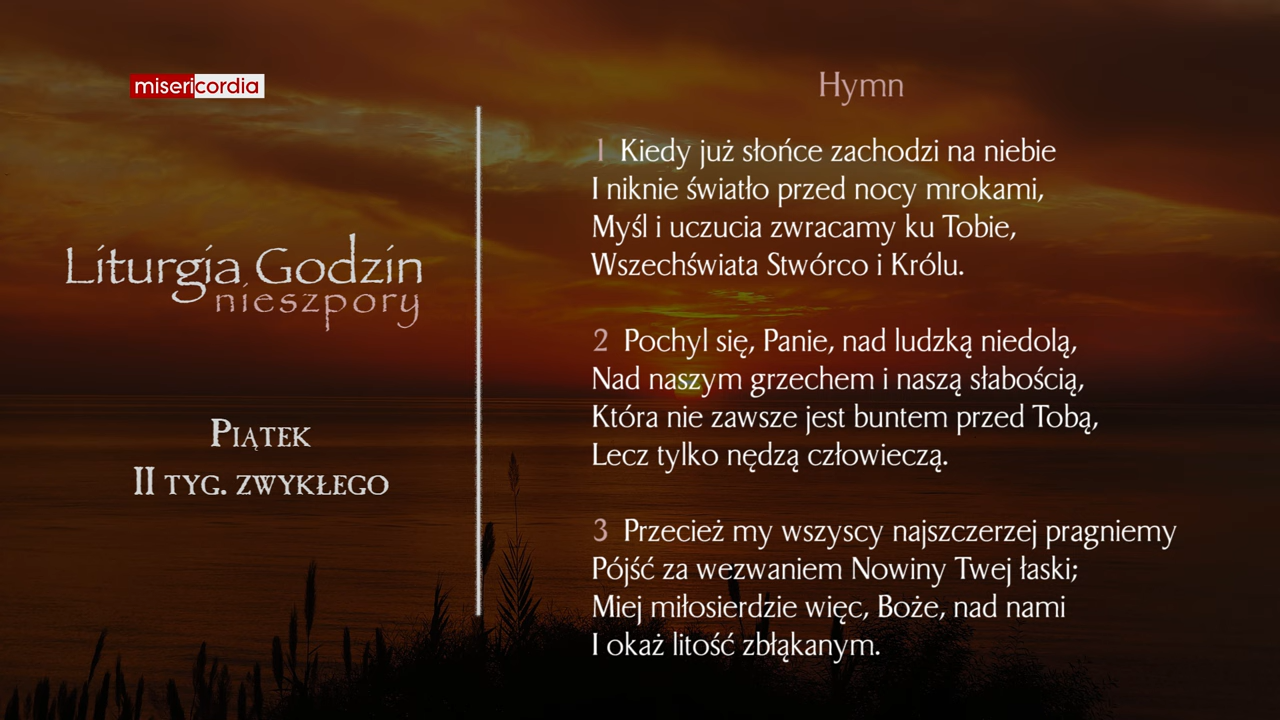 misericordia
Liturgia Godzin
nieszpory
Piątek
II tyg. zwykłego
Hymn
1 Kiedy już słońce zachodzi na niebie
I niknie światło przed nocy mrokami,
Myśl i uczucia zwracamy ku Tobie,
Wszechświata Stwórco i Królu.
2 Pochyl się, Panie, nad ludzką niedolą,
Nad naszym grzechem i naszą słabością,
Która nie zawsze jest buntem przed Tobą,
Lecz tylko nędzą człowieczą.
3 Przecież my wszyscy najszczerzej pragniemy
Pójść za wezwaniem Nowiny Twej łaski;
Miej miłosierdzie więc, Boże, nad nami
I okaż litość zbłąkanym.